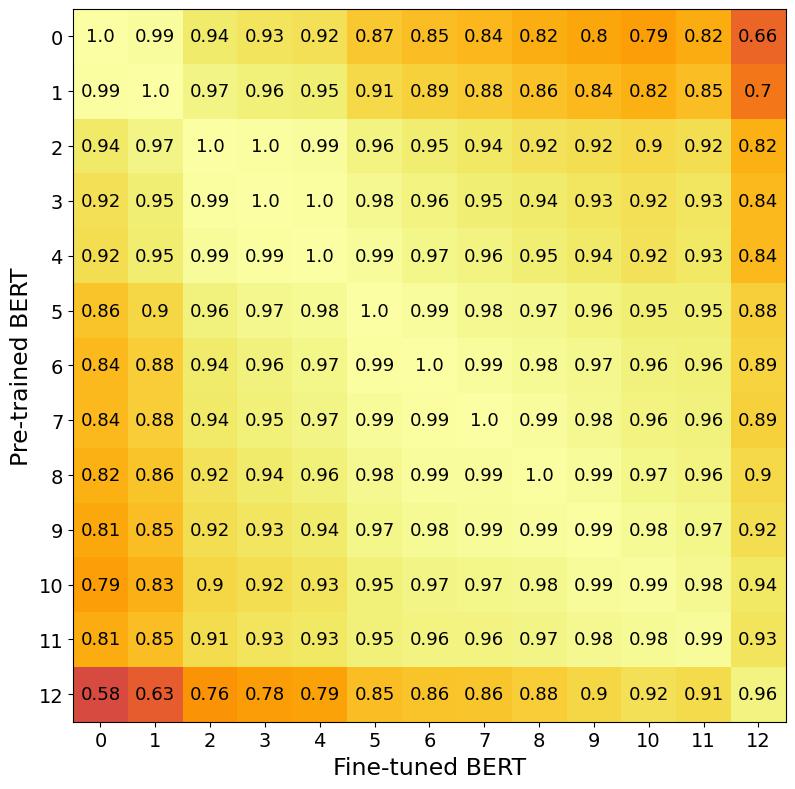 0 1.0 0.99 0.94 0.93 0.92 0.87 0.85 0.84 0.82 0.8 0.79 0.82 0.66
1 0.99 1.0 0.97 0.96 0.95 0.91 0.89 0.88 0.86 0.84 0.82 0.85 0.7
2 0.94 0.97 1.0 1.0 0.99 0.96 0.95 0.94 0.92 0.92 0.9 0.92 0.82
3 0.92 0.95 0.99 1.0 1.0 0.98 0.96 0.95 0.94 0.93 0.92 0.93 0.84
4 0.92 0.95 0.99 0.99 1.0 0.99 0.97 0.96 0.95 0.94 0.92 0.93 0.84
5 0.86 0.9 0.96 0.97 0.98 1.0 0.99 0.98 0.97 0.96 0.95 0.95 0.88
6 0.84 0.88 0.94 0.96 0.97 0.99 1.0 0.99 0.98 0.97 0.96 0.96 0.89
7 0.84 0.88 0.94 0.95 0.97 0.99 0.99 1.0 0.99 0.98 0.96 0.96 0.89
8 0.82 0.86 0.92 0.94 0.96 0.98 0.99 0.99 1.0 0.99 0.97 0.96 0.9
9 0.81 0.85 0.92 0.93 0.94 0.97 0.98 0.99 0.99 0.99 0.98 0.97 0.92
10 0.79 0.83 0.9 0.92 0.93 0.95 0.97 0.97 0.98 0.99 0.99 0.98 0.94
11 0.81 0.85 0.91 0.93 0.93 0.95 0.96 0.96 0.97 0.98 0.98 0.99 0.93
12 0.58 0.63 0.76 0.78 0.79 0.85 0.86 0.86 0.88 0.9 0.92 0.91 0.96
0 1 2 3 4 5 6 7 8 9 10 11 12
Fine-tuned BERT
Pre-trained BERT